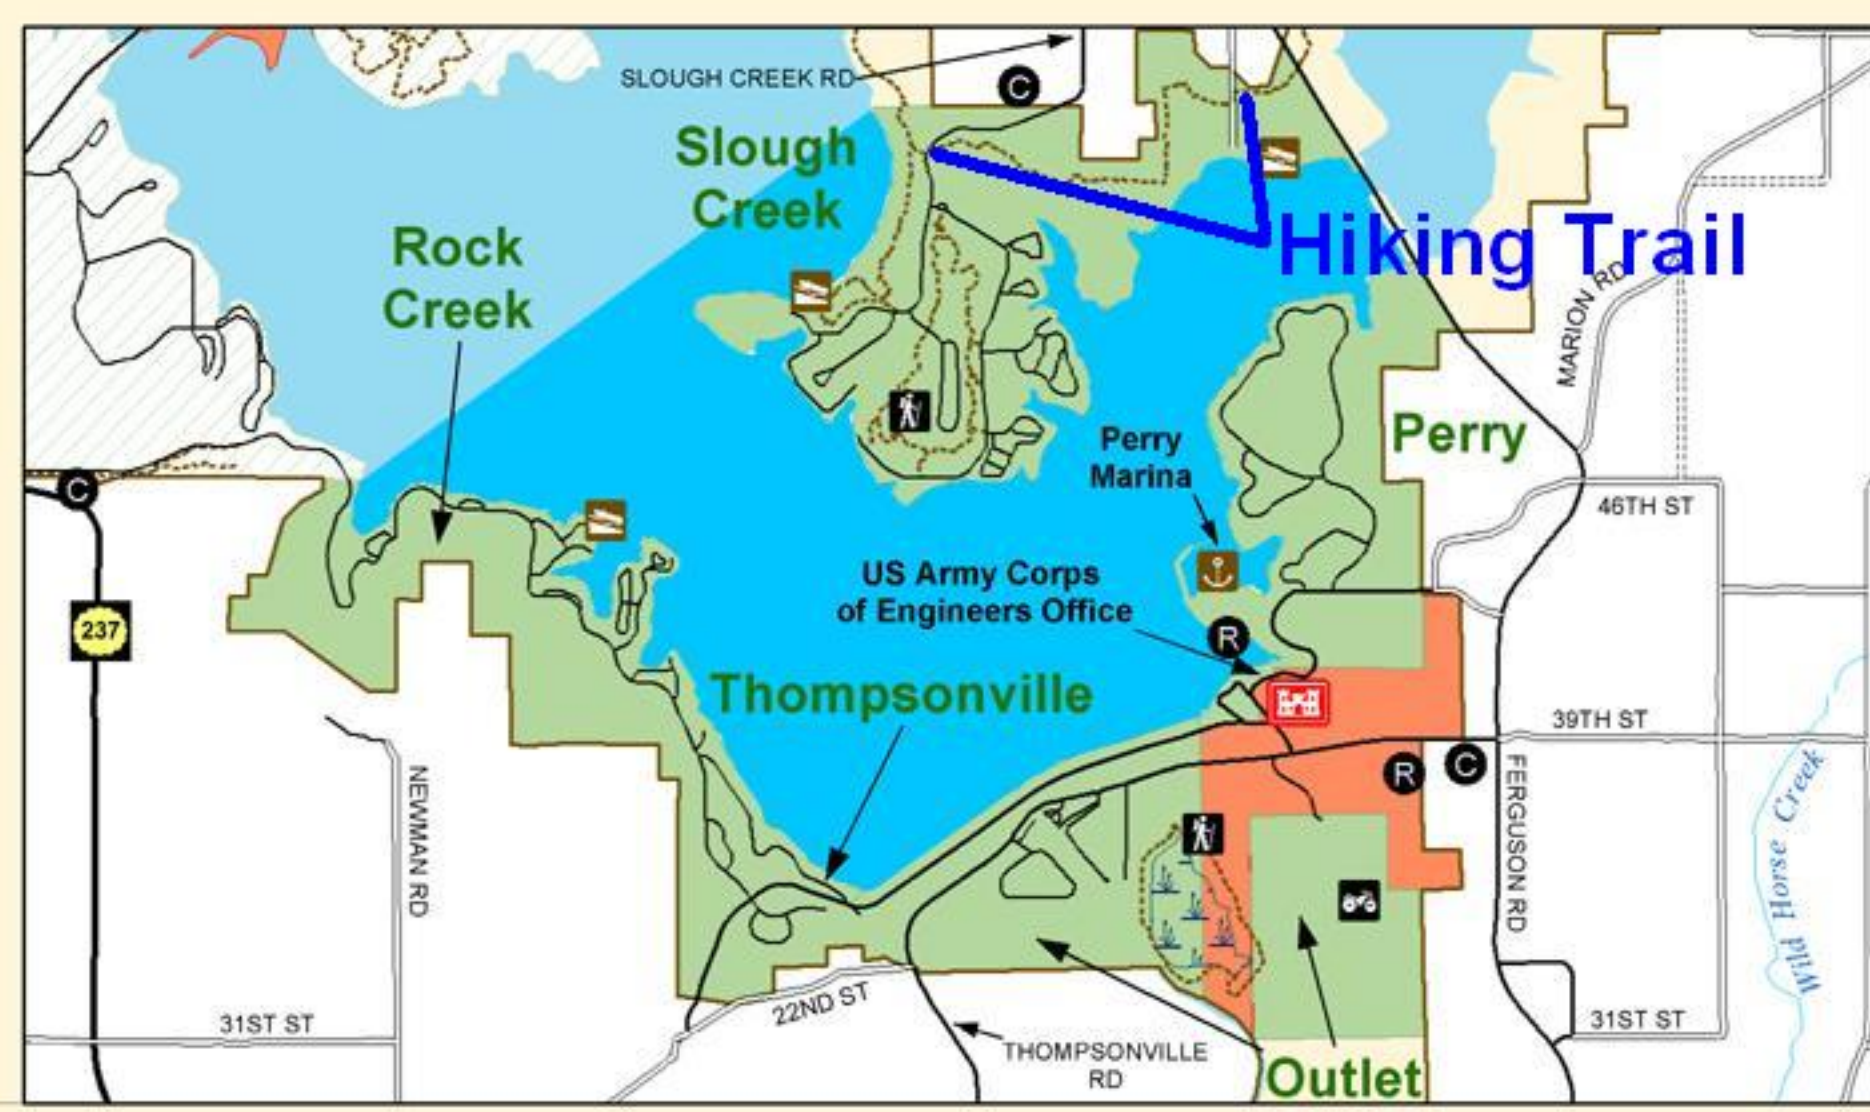 SLOUGH CREEK RD
C
Slough
Creek
Rock
Creek
Hiking Trail
MARION RD
Perry
Perry
Marina
C
46TH ST
US Army Corps
of Engineers Office
R
237
Thompsonville
39TH ST
R
C
NEWMAN RD
FERGUSON RD
Wild Horse Creek
22ND ST
31ST ST
31ST ST
THOMPSONVILLE
RD
Outlet